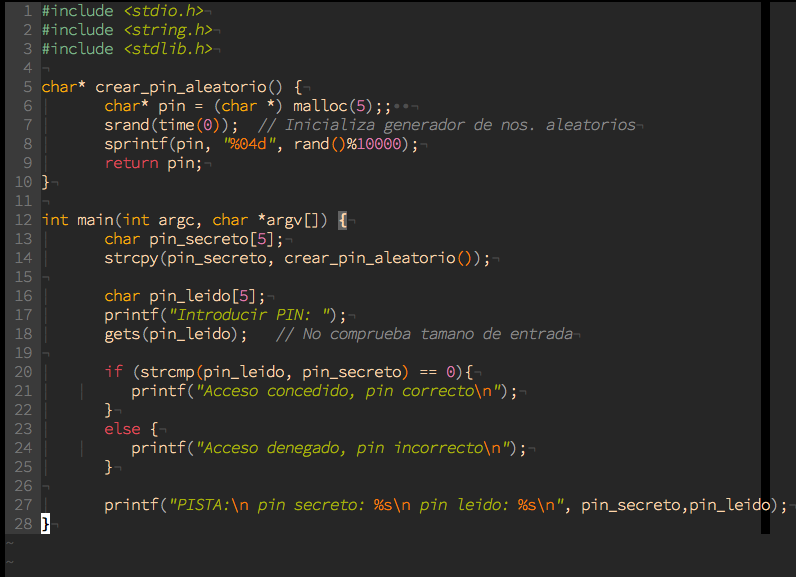 1 #include <stdio.h>¬
2 #include <string.h>¬
3 #include <stdlib.h>¬
4 ¬
5 char* crear_pin_aleatorio() {¬
6 char* pin = (char *) malloc(5);;••¬
7 srand(time(0));  // Inicializa generador de nos. aleatorios¬
8 sprintf(pin, "%04d", rand()%10000);¬
9 return pin;¬
10 }¬
11 ¬
12 int main(int argc, char *argv[]) {¬
13 char pin_secreto[5];¬
14 strcpy(pin_secreto, crear_pin_aleatorio());¬
15 ¬
16 char pin_leido[5];¬
17 printf("Introducir PIN: ");¬
18 gets(pin_leido);   // No comprueba tamano de entrada¬
19 ¬
20 if (strcmp(pin_leido, pin_secreto) == 0){¬
21 printf("Acceso concedido, pin correcto\n");¬
22 }¬
23 else {¬
24 printf("Acceso denegado, pin incorrecto\n");¬
25 }¬
26 ¬
27 printf("PISTA:\n pin secreto: %s\n pin leido: %s\n", pin_secreto,pin_leido);¬
28 }¬
~
~